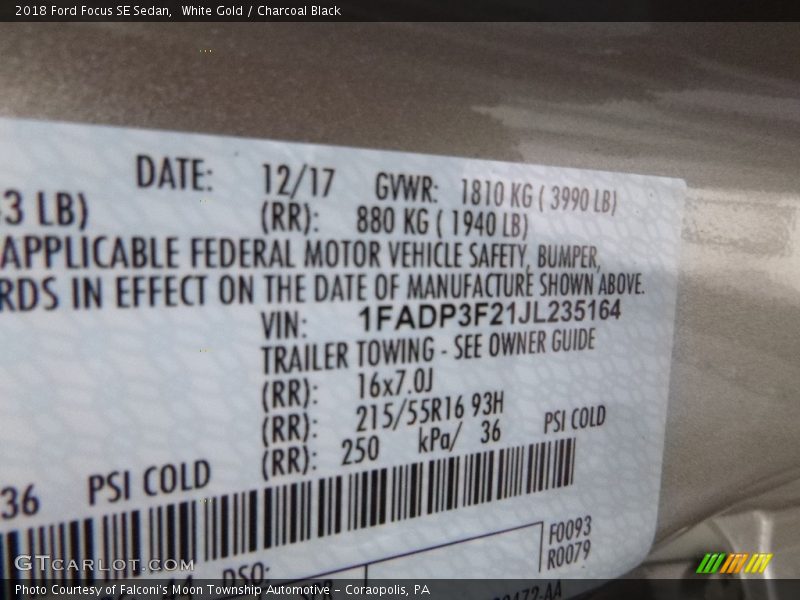 2018 Ford Focus SE Sedan, White Gold / Charcoal Black
DATE: 12/17 GVWR: 1810 KG ( 3990 LB)
3 LB) (RR): 880 KG ( 1940 LB)
APPLICABLE FEDERAL MOTOR VEHICLE SAFETY, BUMPER,
RDS IN EFFECT ON THE DATE OF MANUFACTURE SHOWN ABOVE.
VIN: 1FADP3F21JL235164
TRAILER TOWING - SEE OWNER GUIDE
(RR): 16x7.0J
(RR): 215/55R16 93H
36 PSI COLD (RR): 250 kPa/ 36 PSI COLD
F0093
R0079
DSO:
GTCarLot.com
Photo Courtesy of Falconi's Moon Township Automotive – Coraopolis, PA